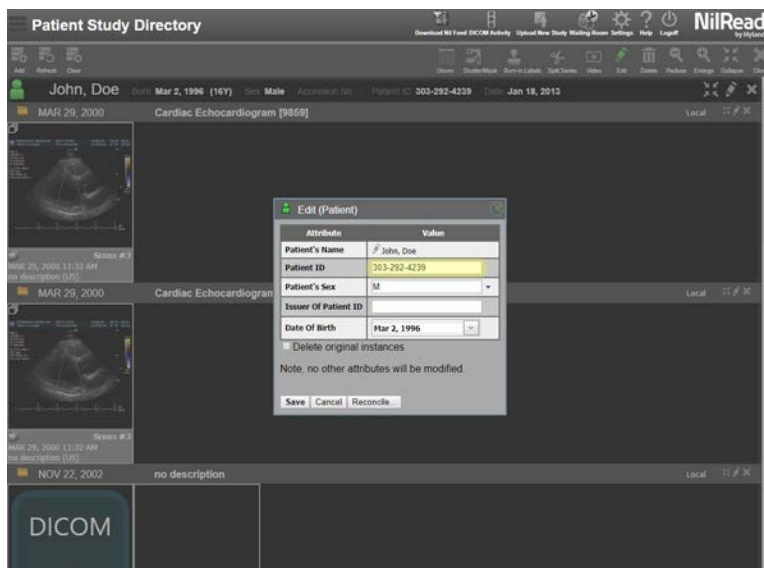 Patient Study Directory
Download Nil Feed DICOM Activity Upload New Study Waiting Room Settings Help Logoff
NilRead
by Hyland
Add Refresh Clear
Shutter/Mask Burn-in Labels Split Series Video Edit Delete Reduce Enlarge Collapse
John, Doe Born Mar 2, 1996 (16Y) Sex Male Accession No Patient ID 303-292-4239 Date Jan 18, 2013
MAR 29, 2000 Cardiac Echocardiogram [9859] Local
Series #3
MAR 29, 2000 11:32 AM
no description (US)
MAR 29, 2000 Cardiac Echocardiogram Local
Series #3
MAR 29, 2000 11:32 AM
no description (US)
NOV 22, 2002 no description Local
DICOM
Edit (Patient)
Attribute Value
Patient's Name John, Doe
Patient ID 303-292-4239
Patient's Sex M
Issuer Of Patient ID
Date Of Birth Mar 2, 1996
Delete original instances
Note, no other attributes will be modified.
Save Cancel Reconcile...